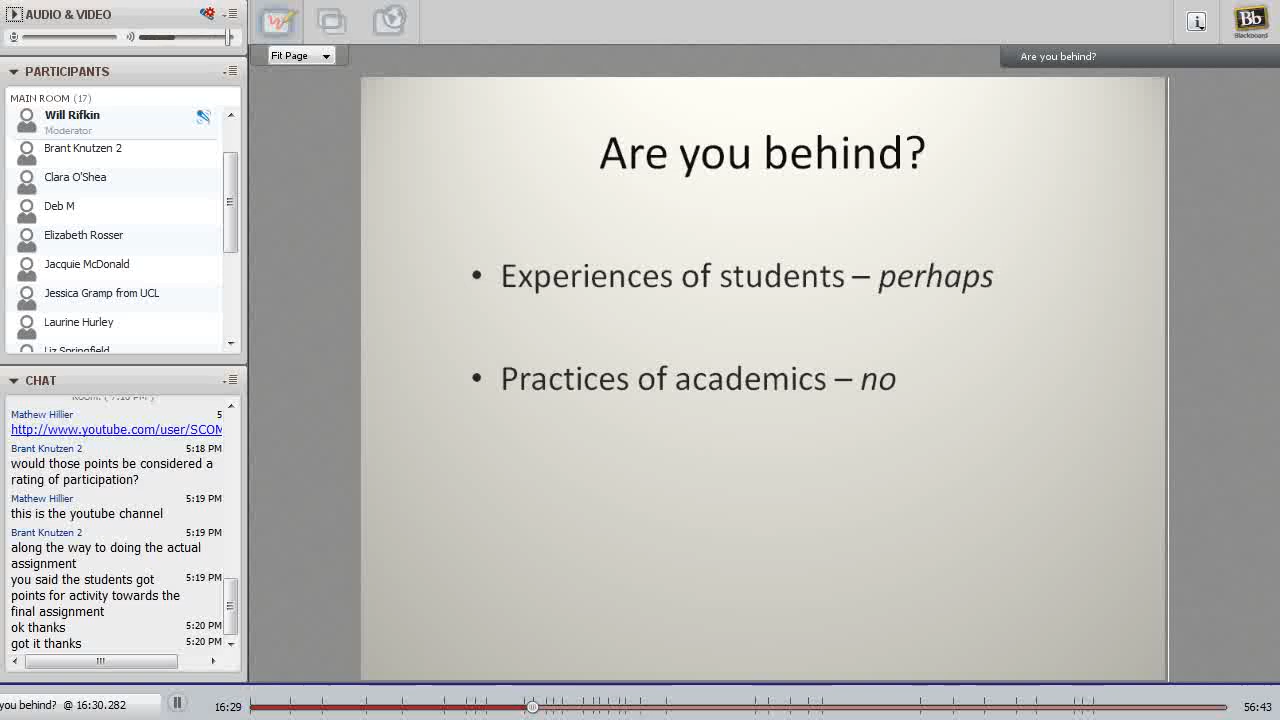 AUDIO & VIDEO
PARTICIPANTS
MAIN ROOM (17)
Will Rifkin
Moderator
Brant Knutzen 2
Clara O'Shea
Deb M
Elizabeth Rosser
Jacquie McDonald
Jessica Gramp from UCL
Laurine Hurley
Liz Springfield
CHAT
Mathew Hillier 5
http://www.youtube.com/user/SCOM
Brant Knutzen 2 5:18 PM
would those points be considered a
rating of participation?
Mathew Hillier 5:19 PM
this is the youtube channel
Brant Knutzen 2 5:19 PM
along the way to doing the actual
assignment
you said the students got 5:19 PM
points for activity towards the
final assignment
ok thanks 5:20 PM
got it thanks 5:20 PM
Fit Page
Are you behind?
Bb
Blackboard
Are you behind?
• Experiences of students – perhaps
• Practices of academics – no
you behind? @ 16:30.282
16:29
56:43